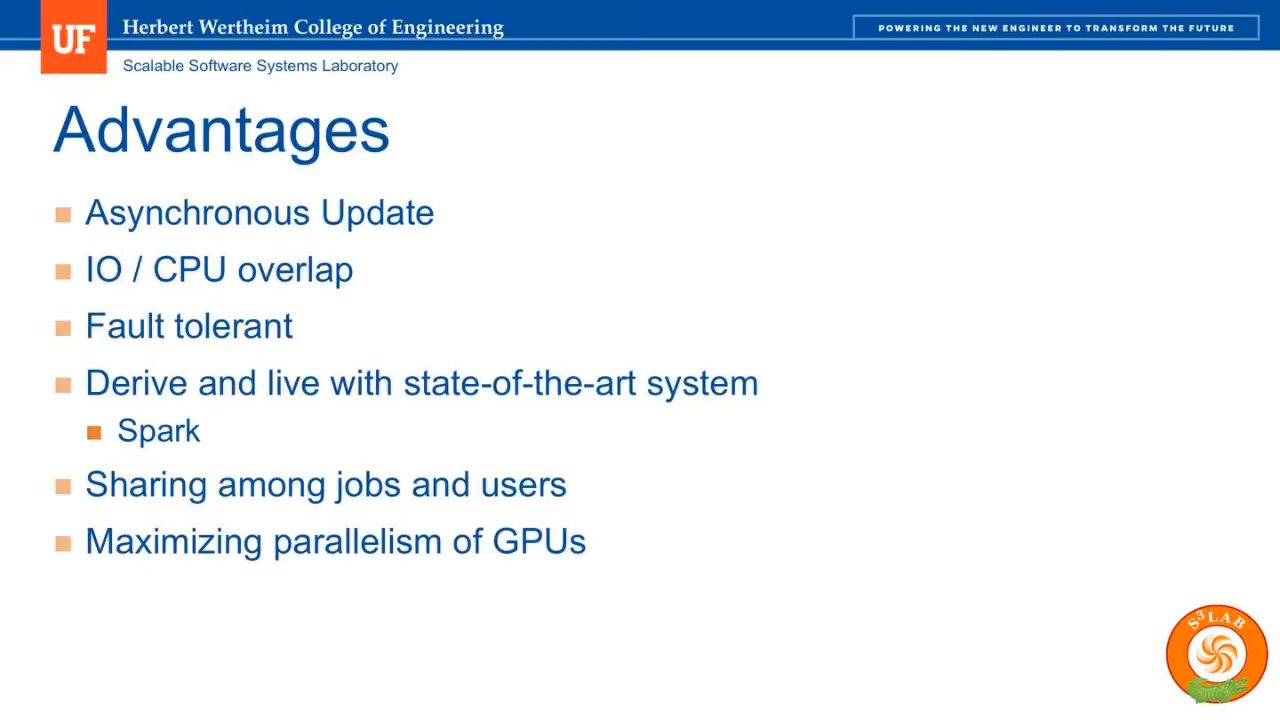 UF
Herbert Wertheim College of Engineering
POWERING THE NEW ENGINEER TO TRANSFORM THE FUTURE
Scalable Software Systems Laboratory
Advantages
Asynchronous Update
IO / CPU overlap
Fault tolerant
Derive and live with state-of-the-art system
Spark
Sharing among jobs and users
Maximizing parallelism of GPUs
S³LAB